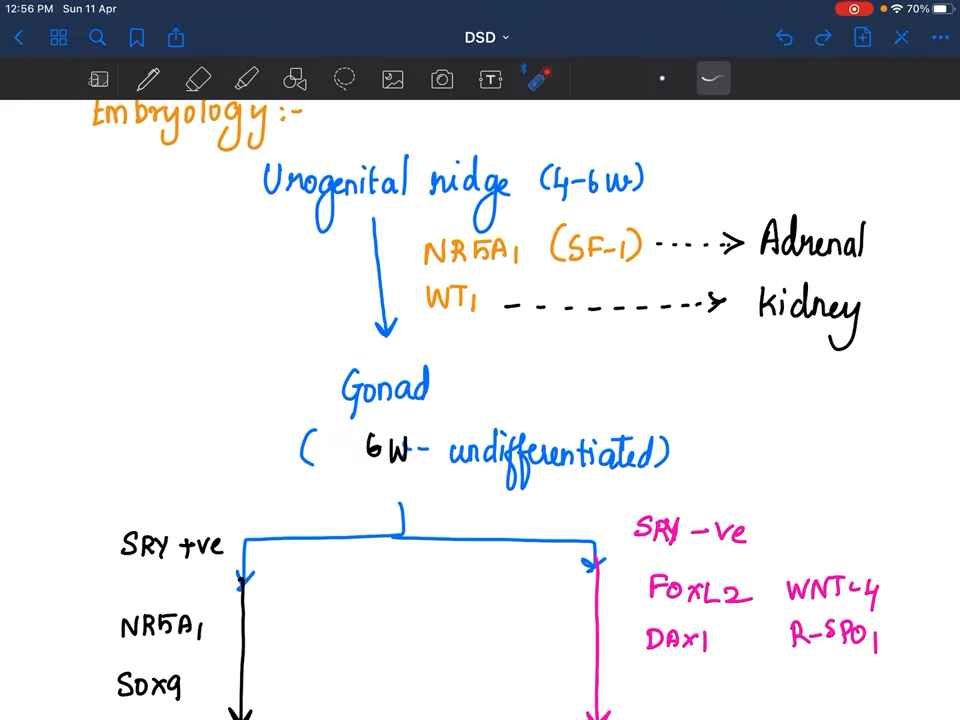 12:56 PM Sun 11 Apr
70%
DSD
T
Embryology :-
Urogenital ridge (4-6 W)
NR5A1 (SF-1) ----> Adrenal
WT1 - - - - - - -> Kidney
Gonad
( 6W -- undifferentiated)
SRY +ve
SRY -ve
FOXL2 WNT-4
DAX1 R-SPO1
NR5A1
SOX9